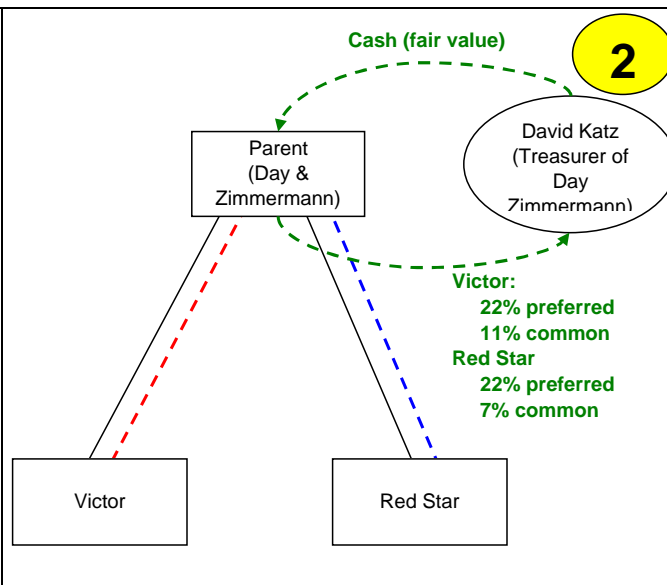 Cash (fair value)
2
Parent
(Day &
Zimmermann)
David Katz
(Treasurer of
Day
Zimmermann)
Victor:
22% preferred
11% common
Red Star
22% preferred
7% common
Victor
Red Star